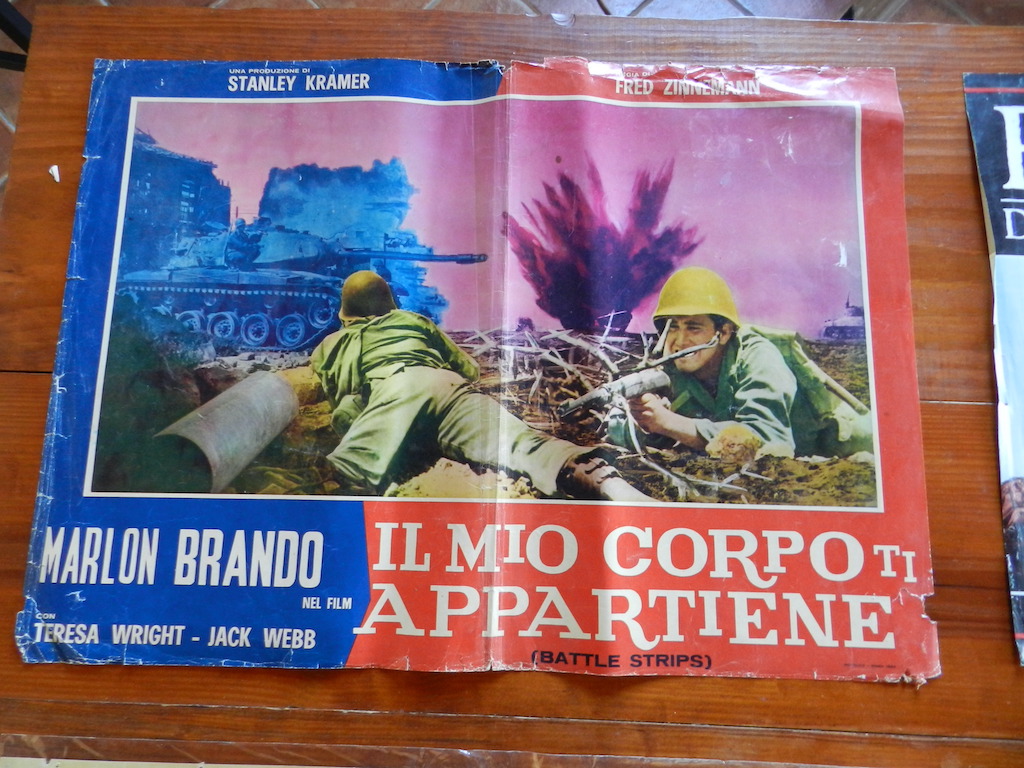 UNA PRODUZIONE DI
STANLEY KRAMER
FRED ZINNEMANN
MARLON BRANDO
NEL FILM
CON
TERESA WRIGHT - JACK WEBB
IL MIO CORPO TI
APPARTIENE
(BATTLE STRIPS)